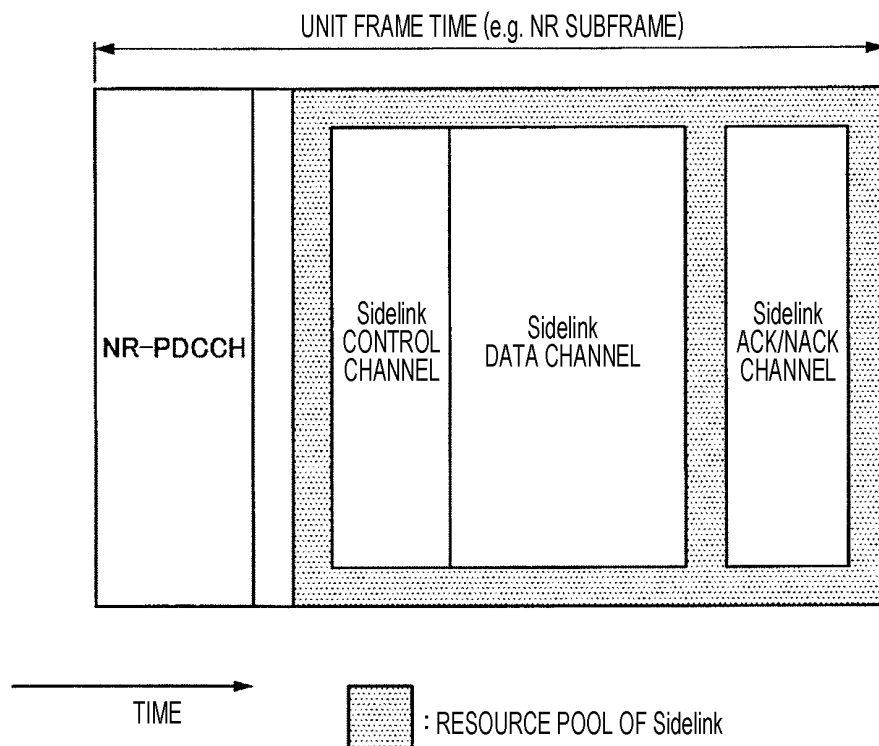 UNIT FRAME TIME (e.g. NR SUBFRAME)
NR-PDCCH
Sidelink
CONTROL
CHANNEL
Sidelink
DATA CHANNEL
Sidelink
ACK/NACK
CHANNEL
TIME
: RESOURCE POOL OF Sidelink